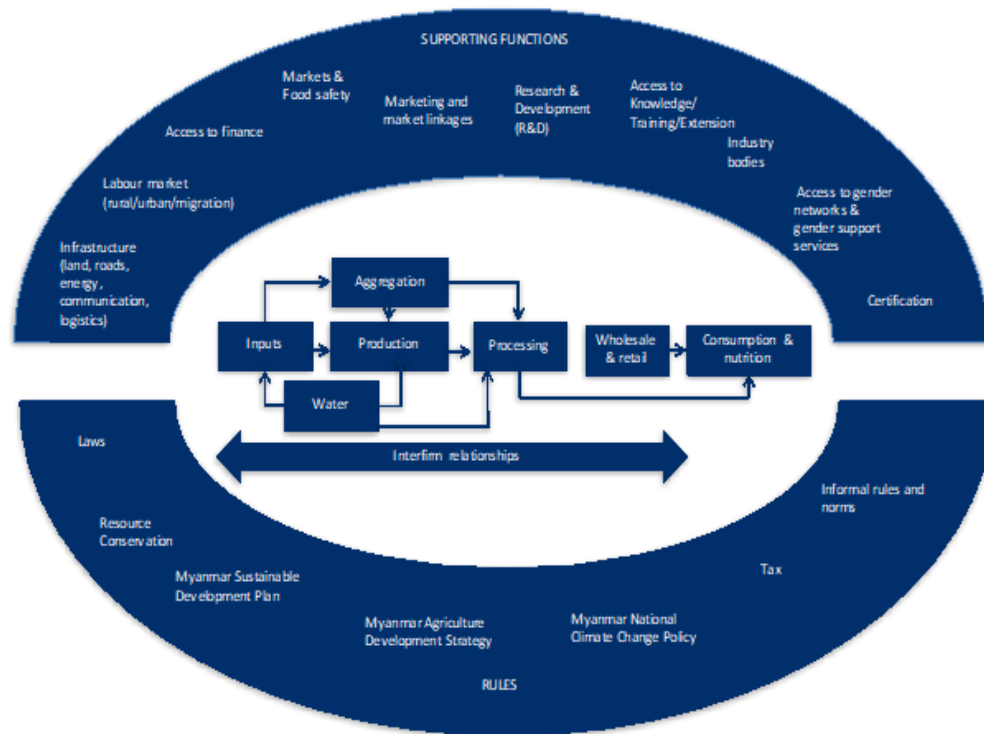 SUPPORTING FUNCTIONS
Markets &
Food safety
Marketing and
market linkages
Research &
Development
(R&D)
Access to
Knowledge/
Training/Extension
Industry
bodies
Access to finance
Labour market
(rural/urban/migration)
Access to gender
networks &
gender support
services
Infrastructure
(land, roads,
energy,
communication,
logistics)
Certification
Aggregation
Inputs
Production
Processing
Wholesale
& retail
Consumption &
nutrition
Water
Interfirm relationships
Laws
Informal rules and
norms
Resource
Conservation
Tax
Myanmar Sustainable
Development Plan
Myanmar Agriculture
Development Strategy
Myanmar National
Climate Change Policy
RULES